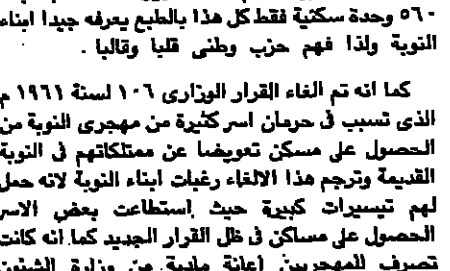 - ٥٦ وحدة سكنية فقط كل هذا بالطبع يعرفه جيدا ابناء
النوبة ولذا فهم حزب وطنى قلبا وقالبا .
كما انه تم الغاء القرار الوزارى ١٠٦ لسنة ١٩٦١ م
الذى تسبب فى حرمان اسر كثيرة من مهجرى النوبة من
الحصول على مسكن تعويضا عن ممتلكاتهم فى النوبة
القديمة وترجم هذا الالغاء رغبات ابناء النوبة لانه حمل
لهم تيسيرات كبيرة حيث استطاعت بعض الاسر
الحصول على مساكن فى ظل القرار الجديد كما انه كانت
تصرف للمهجرين اعانة مادية من وزارة الشئون